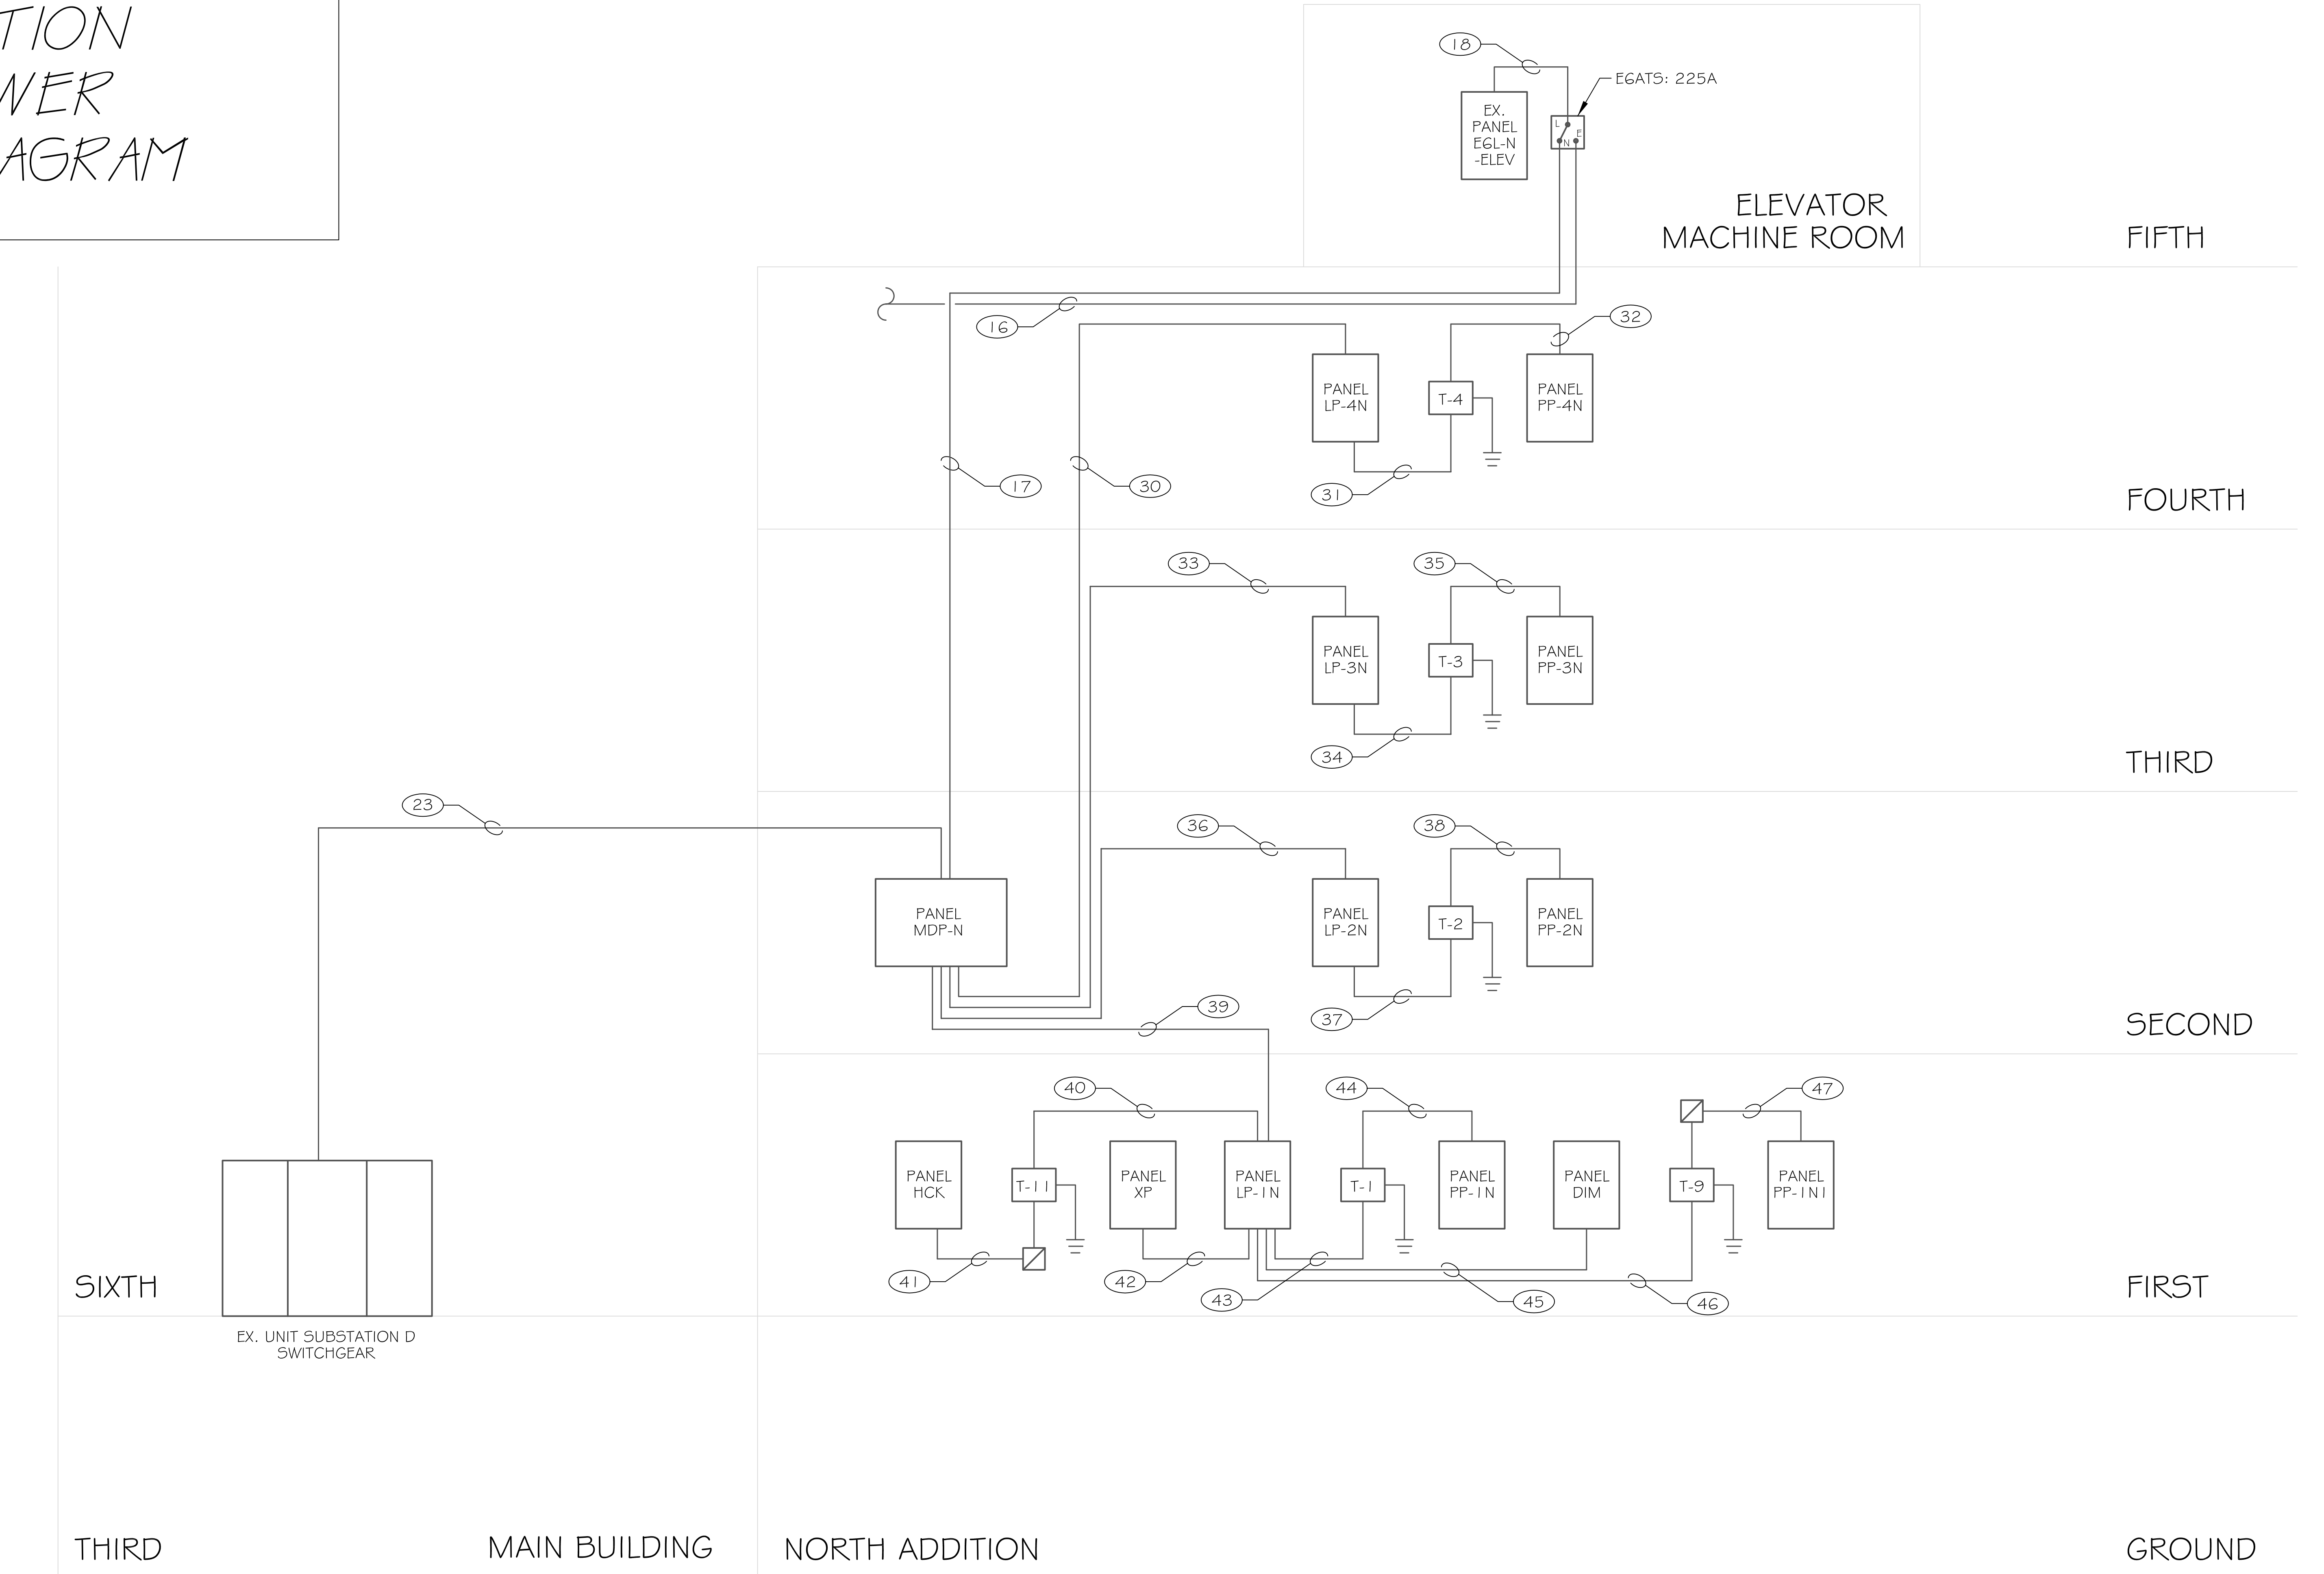 TION
WER
AGRAM
18
E6ATS: 225A
EX.
PANEL
E6L-N
-ELEV
L
E
N
ELEVATOR
MACHINE ROOM
FIFTH
16
32
PANEL
LP-4N
T-4
PANEL
PP-4N
17
30
31
FOURTH
33
35
PANEL
LP-3N
T-3
PANEL
PP-3N
34
THIRD
23
36
38
PANEL
MDP-N
PANEL
LP-2N
T-2
PANEL
PP-2N
39
37
SECOND
40
44
47
PANEL
HCK
T-11
PANEL
XP
PANEL
LP-1N
T-1
PANEL
PP-1N
PANEL
DIM
T-9
PANEL
PP-1N1
41
42
43
45
46
SIXTH
FIRST
EX. UNIT SUBSTATION D
SWITCHGEAR
THIRD
MAIN BUILDING
NORTH ADDITION
GROUND